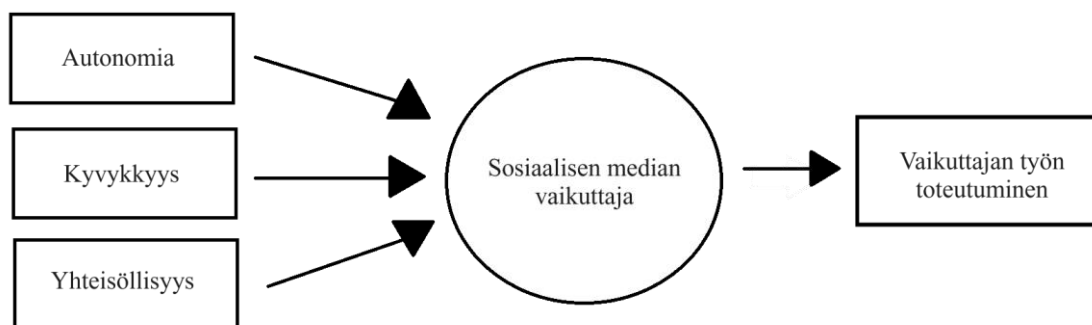 Autonomia
Kyvykkyys
Yhteisöllisyys
Sosiaalisen median
vaikuttaja
Vaikuttajan työn
toteutuminen